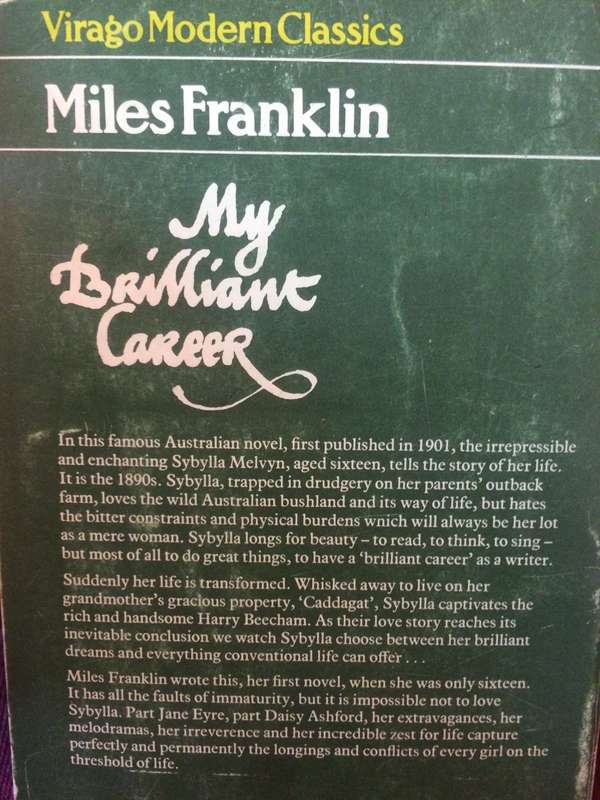 Virago Modern Classics
Miles Franklin
My
Brilliant
Career
In this famous Australian novel, first published in 1901, the irrepressible
and enchanting Sybylla Melvyn, aged sixteen, tells the story of her life.
It is the 1890s. Sybylla, trapped in drudgery on her parents' outback
farm, loves the wild Australian bushland and its way of life, but hates
the bitter constraints and physical burdens which will always be her lot
as a mere woman. Sybylla longs for beauty – to read, to think, to sing –
but most of all to do great things, to have a 'brilliant career' as a writer.
Suddenly her life is transformed. Whisked away to live on her
grandmother's gracious property, 'Caddagat', Sybylla captivates the
rich and handsome Harry Beecham. As their love story reaches its
inevitable conclusion we watch Sybylla choose between her brilliant
dreams and everything conventional life can offer . . .
Miles Franklin wrote this, her first novel, when she was only sixteen.
It has all the faults of immaturity, but it is impossible not to love
Sybylla. Part Jane Eyre, part Daisy Ashford, her extravagances, her
melodramas, her irreverence and her incredible zest for life capture
perfectly and permanently the longings and conflicts of every girl on the
threshold of life.